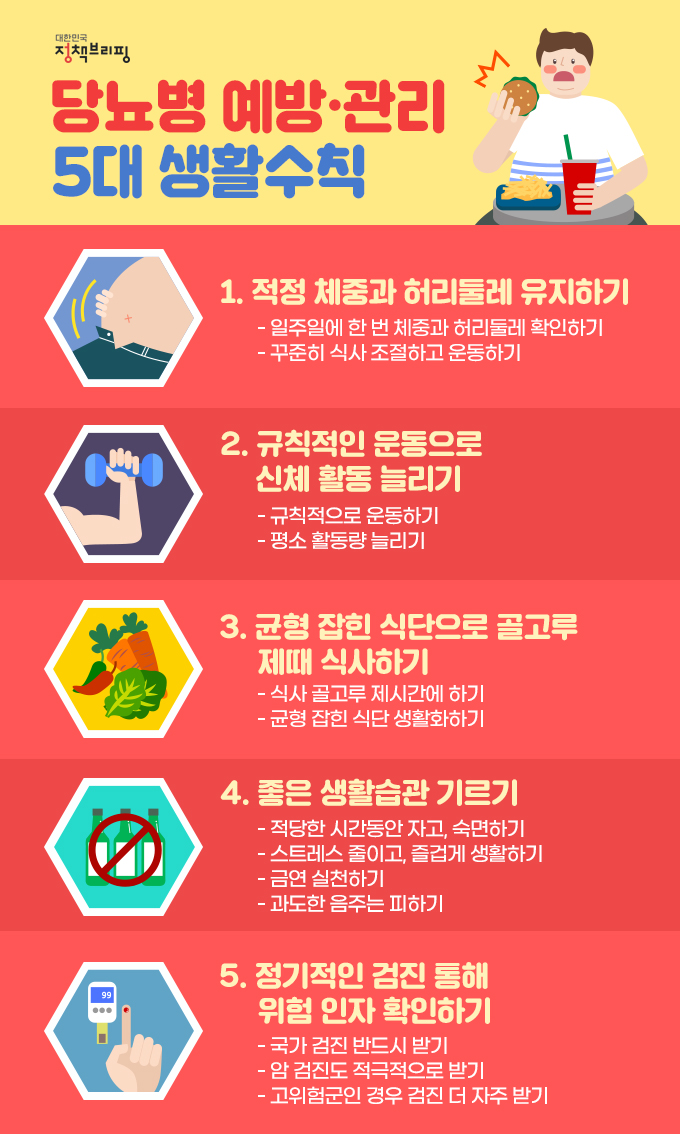 대한민국
정책브리핑
당뇨병 예방·관리
5대 생활수칙
1. 적정 체중과 허리둘레 유지하기
- 일주일에 한 번 체중과 허리둘레 확인하기
- 꾸준히 식사 조절하고 운동하기
2. 규칙적인 운동으로
신체 활동 늘리기
- 규칙적으로 운동하기
- 평소 활동량 늘리기
3. 균형 잡힌 식단으로 골고루
제때 식사하기
- 식사 골고루 제시간에 하기
- 균형 잡힌 식단 생활화하기
4. 좋은 생활습관 기르기
- 적당한 시간동안 자고, 숙면하기
- 스트레스 줄이고, 즐겁게 생활하기
- 금연 실천하기
- 과도한 음주는 피하기
99
5. 정기적인 검진 통해
위험 인자 확인하기
- 국가 검진 반드시 받기
- 암 검진도 적극적으로 받기
- 고위험군인 경우 검진 더 자주 받기